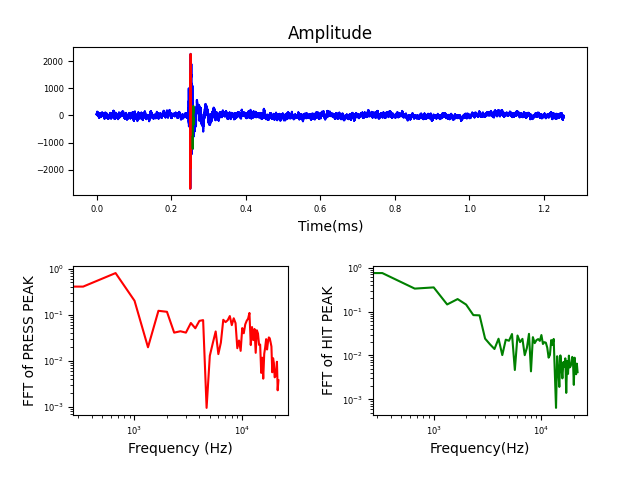 Amplitude
2000
1000
0
−1000
−2000
0.0 0.2 0.4 0.6 0.8 1.0 1.2
Time(ms)
FFT of PRESS PEAK
10⁰
10⁻¹
10⁻²
10⁻³
10³ 10⁴
Frequency (Hz)
FFT of HIT PEAK
10⁰
10⁻¹
10⁻²
10⁻³
10³ 10⁴
Frequency(Hz)